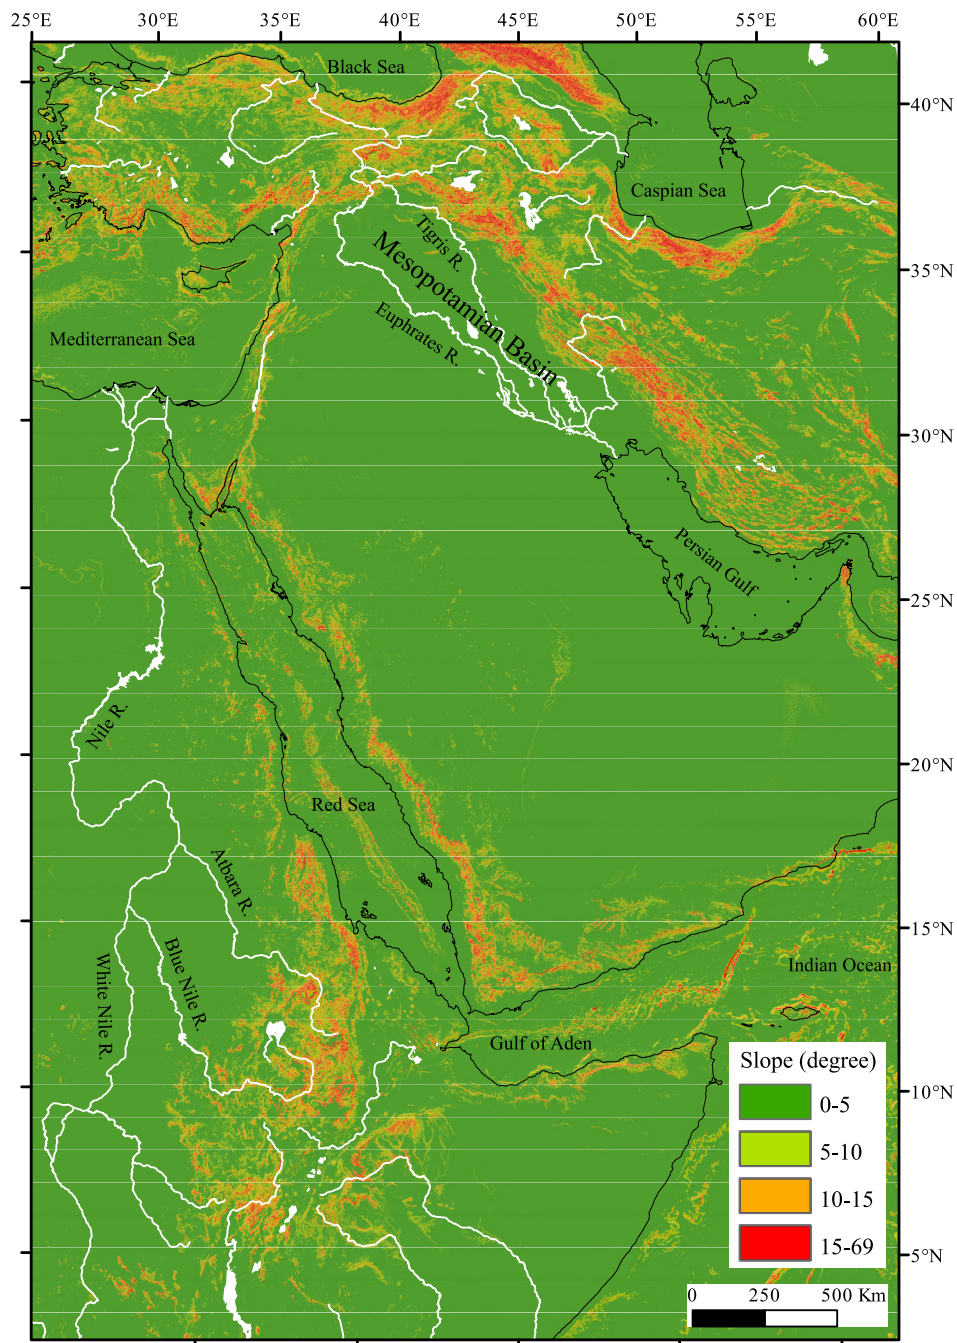 25°E 30°E 35°E 40°E 45°E 50°E 55°E 60°E
Black Sea
40°N
Caspian Sea
Tigris R.
Mesopotamian Basin
35°N
Euphrates R.
Mediterranean Sea
30°N
Persian Gulf
25°N
Nile R.
20°N
Red Sea
Atbara R.
15°N
Blue Nile R.
White Nile R.
Indian Ocean
Gulf of Aden
Slope (degree)
10°N
0-5
5-10
10-15
15-69
5°N
0 250 500 Km